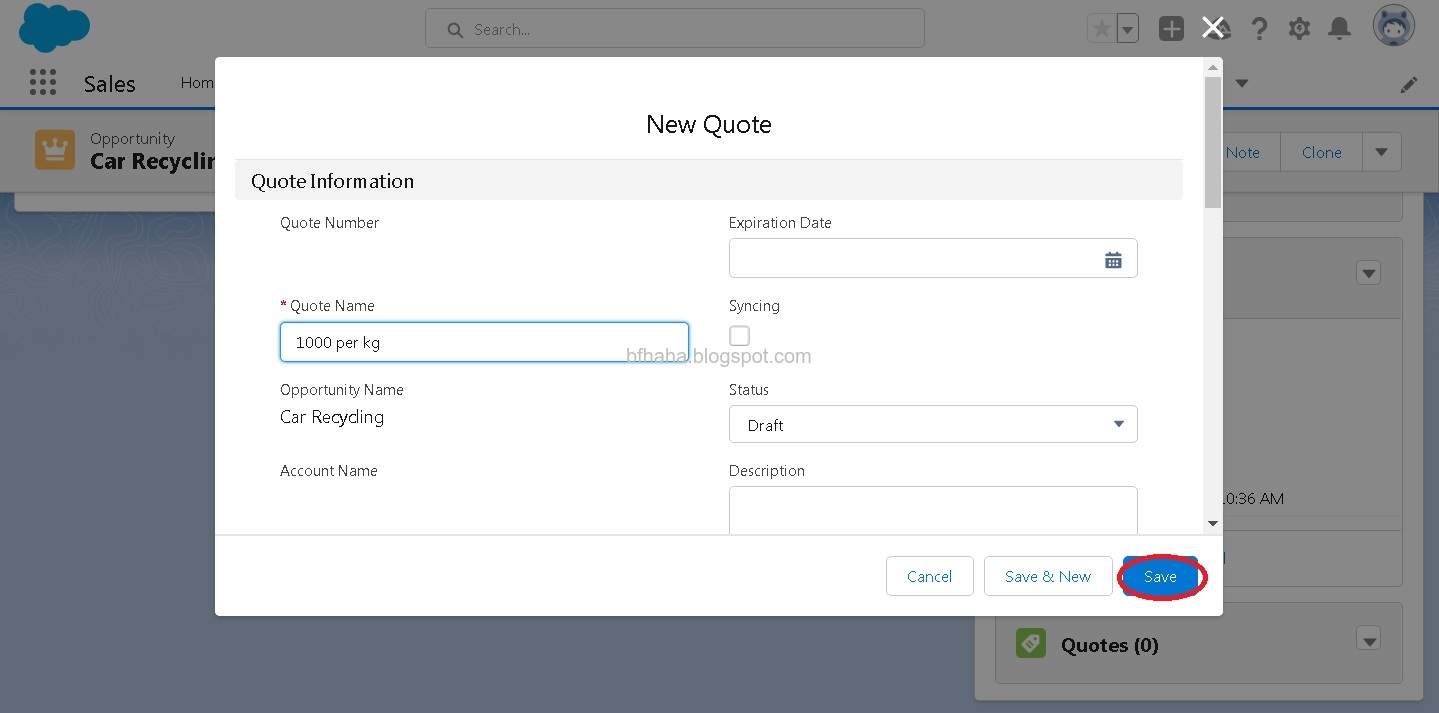 Search...
Sales
Hom
Opportunity
Car Recyclin
Note
Clone
New Quote
Quote Information
Quote Number
Expiration Date
* Quote Name
1000 per kg
Syncing
bfhaha.blogspot.com
Opportunity Name
Car Recycling
Status
Draft
Account Name
Description
0:36 AM
Cancel
Save & New
Save
Quotes (0)